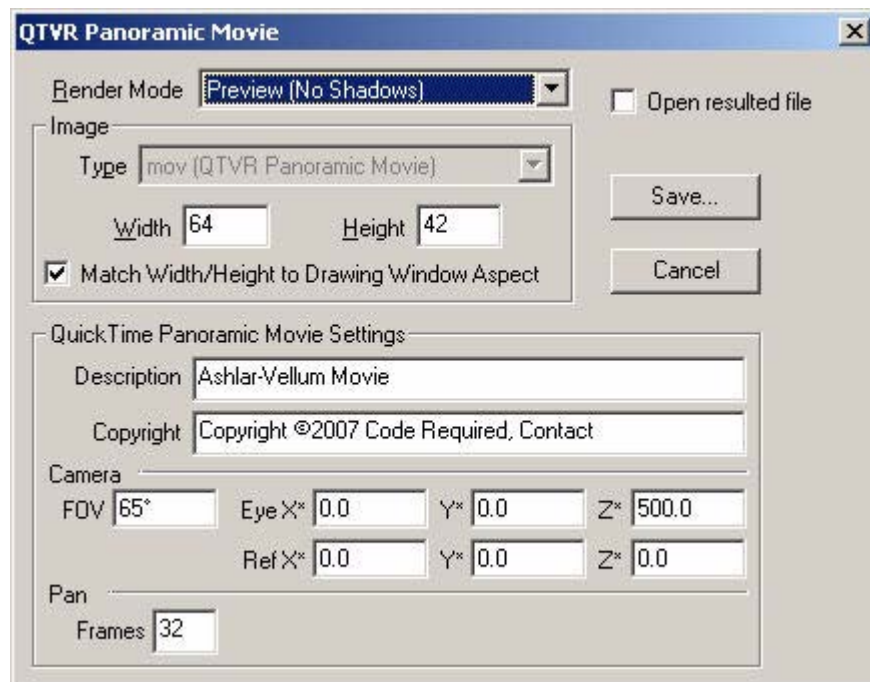 QTVR Panoramic Movie
Render Mode Preview (No Shadows) Open resulted file
Image
Type mov (QTVR Panoramic Movie)
Save...
Width 64 Height 42
Match Width/Height to Drawing Window Aspect
Cancel
QuickTime Panoramic Movie Settings
Description Ashlar-Vellum Movie
Copyright Copyright ©2007 Code Required, Contact
Camera
FOV 65° Eye X* 0.0 Y* 0.0 Z* 500.0
Ref X* 0.0 Y* 0.0 Z* 0.0
Pan
Frames 32